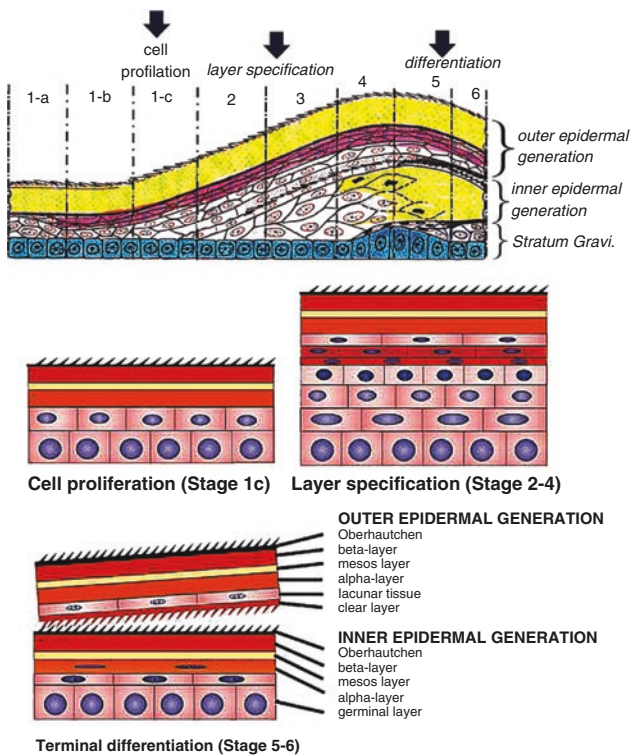 cell
profilation
layer specification
differentiation
1-a
1-b
1-c
2
3
4
5
6
outer epidermal
generation
inner epidermal
generation
Stratum Gravi.
Cell proliferation (Stage 1c)
Layer specification (Stage 2-4)
OUTER EPIDERMAL GENERATION
Oberhautchen
beta-layer
mesos layer
alpha-layer
lacunar tissue
clear layer
INNER EPIDERMAL GENERATION
Oberhautchen
beta-layer
mesos layer
alpha-layer
germinal layer
Terminal differentiation (Stage 5-6)